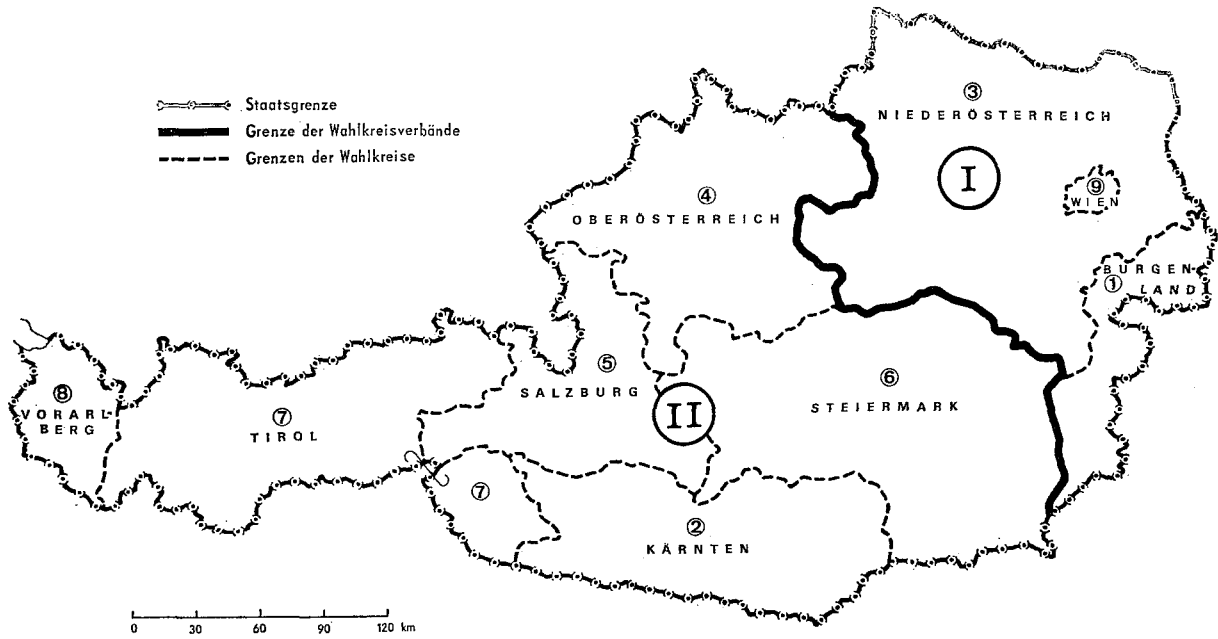 Staatsgrenze
Grenze der Wahlkreisverbände
Grenzen der Wahlkreise
③
NIEDERÖSTERREICH
I
⑨
WIEN
④
OBERÖSTERREICH
BURGEN-
①
LAND
⑤
SALZBURG
⑥
STEIERMARK
II
⑧
VORARL-
BERG
⑦
TIROL
⑦
②
KÄRNTEN
0 30 60 90 120 km